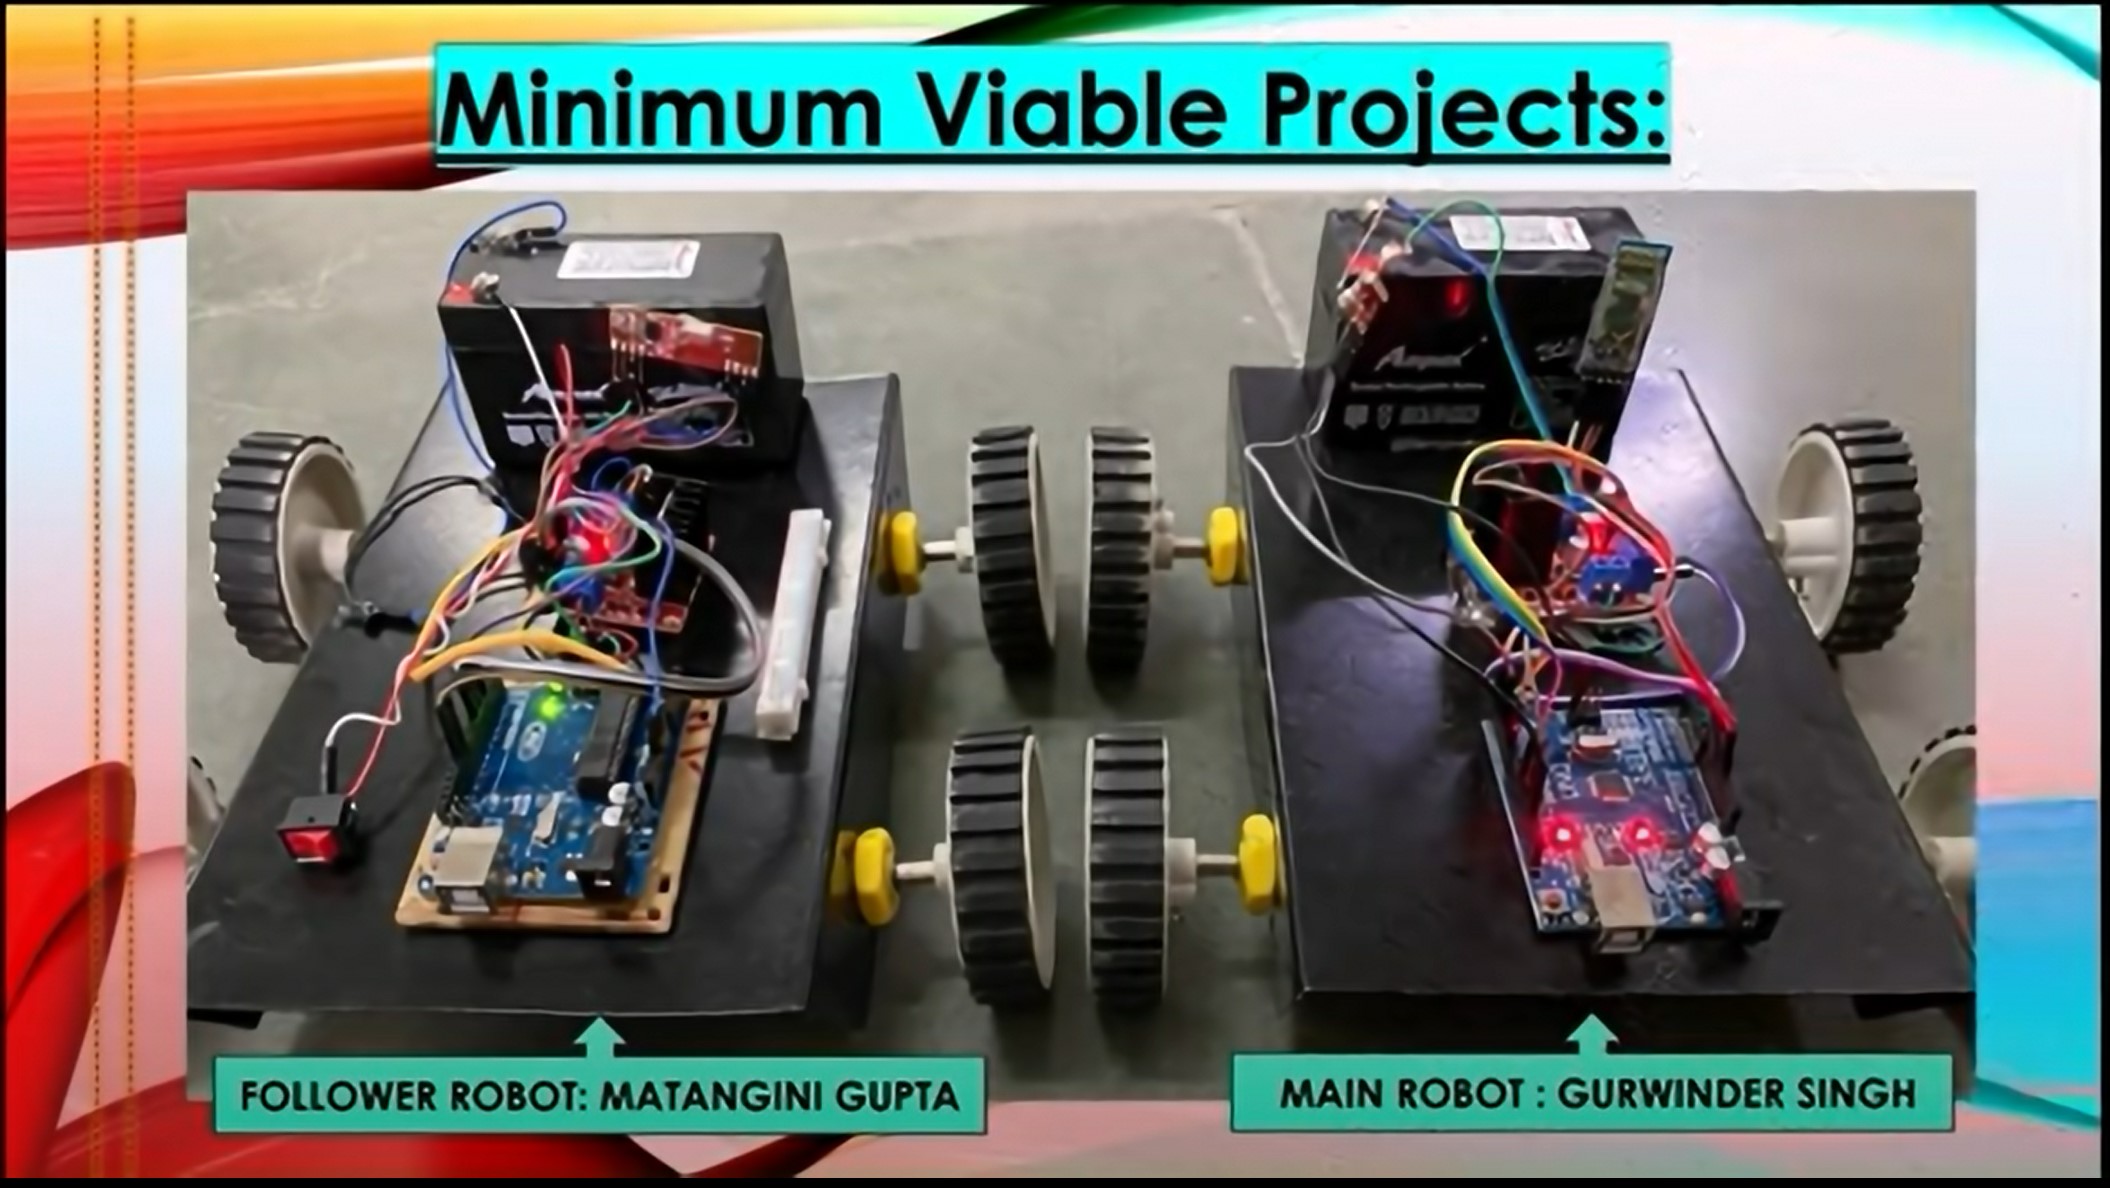 Minimum Viable Projects:
FOLLOWER ROBOT: MATANGINI GUPTA
MAIN ROBOT : GURWINDER SINGH